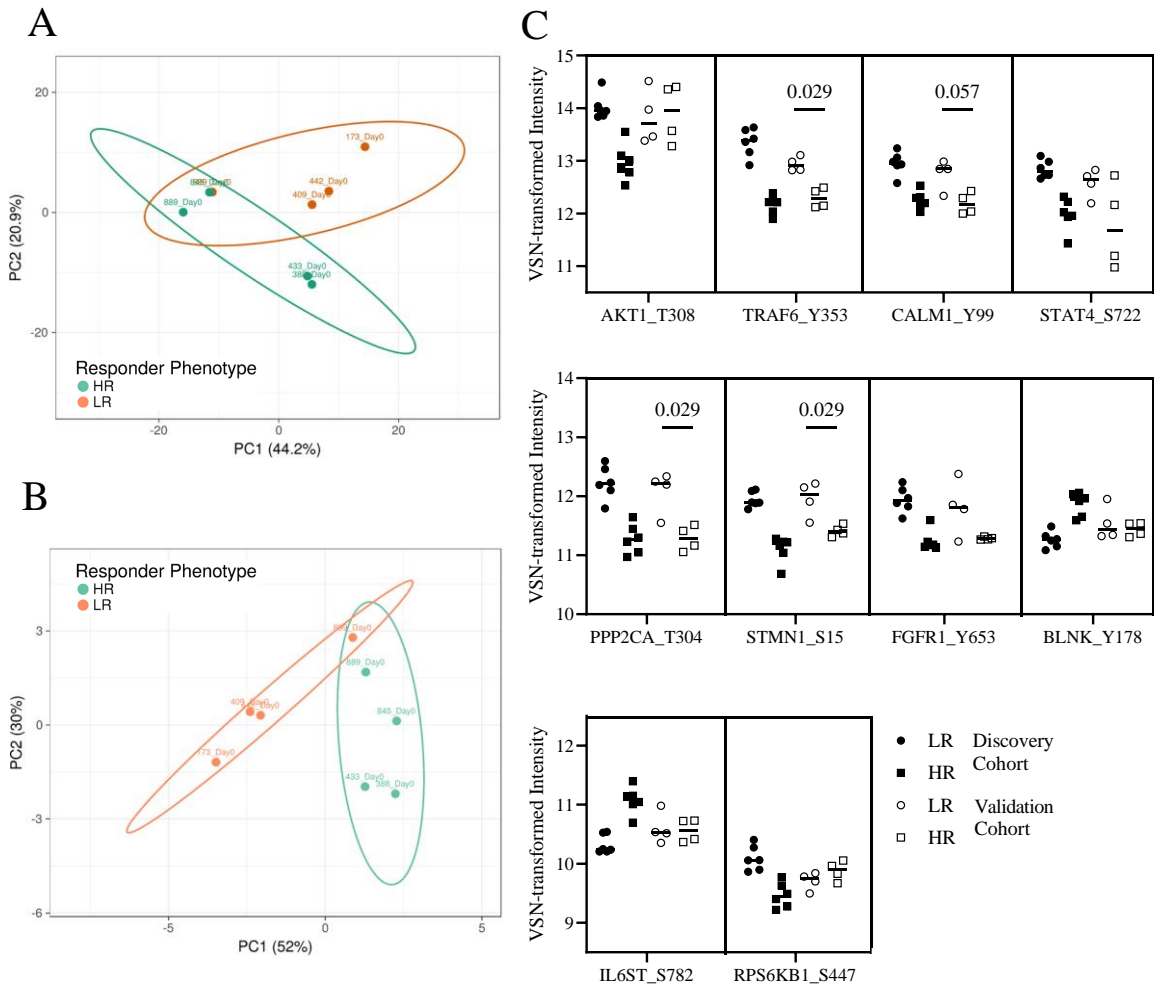 A
20
0
-20
PC2 (20.9%)
173_Day0
442_Day0
409_Day0
889_Day0
433_Day0
Responder Phenotype
HR
LR
-20
0
20
PC1 (44.2%)
B
3
0
-3
-6
PC2 (30%)
Responder Phenotype
HR
LR
889_Day0
845_Day0
173_Day0
433_Day0
388_Day0
-5
0
5
PC1 (52%)
C
15
14
13
12
11
VSN-transformed Intensity
0.029
0.057
AKT1_T308
TRAF6_Y353
CALM1_Y99
STAT4_S722
14
13
12
11
10
VSN-transformed Intensity
0.029
0.029
PPP2CA_T304
STMN1_S15
FGFR1_Y653
BLNK_Y178
12
11
10
9
VSN-transformed Intensity
IL6ST_S782
RPS6KB1_S447
LR
HR
Discovery
Cohort
LR
HR
Validation
Cohort